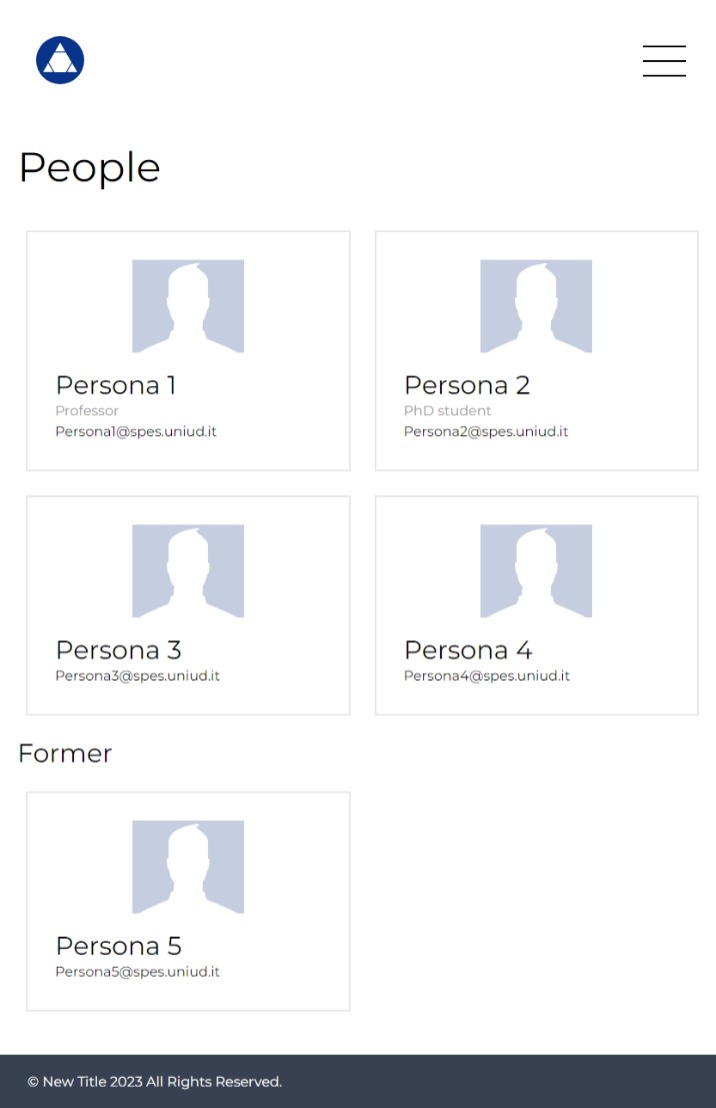 People
Persona 1
Professor
Persona1@spes.uniud.it
Persona 2
PhD student
Persona2@spes.uniud.it
Persona 3
Persona3@spes.uniud.it
Persona 4
Persona4@spes.uniud.it
Former
Persona 5
Persona5@spes.uniud.it
© New Title 2023 All Rights Reserved.